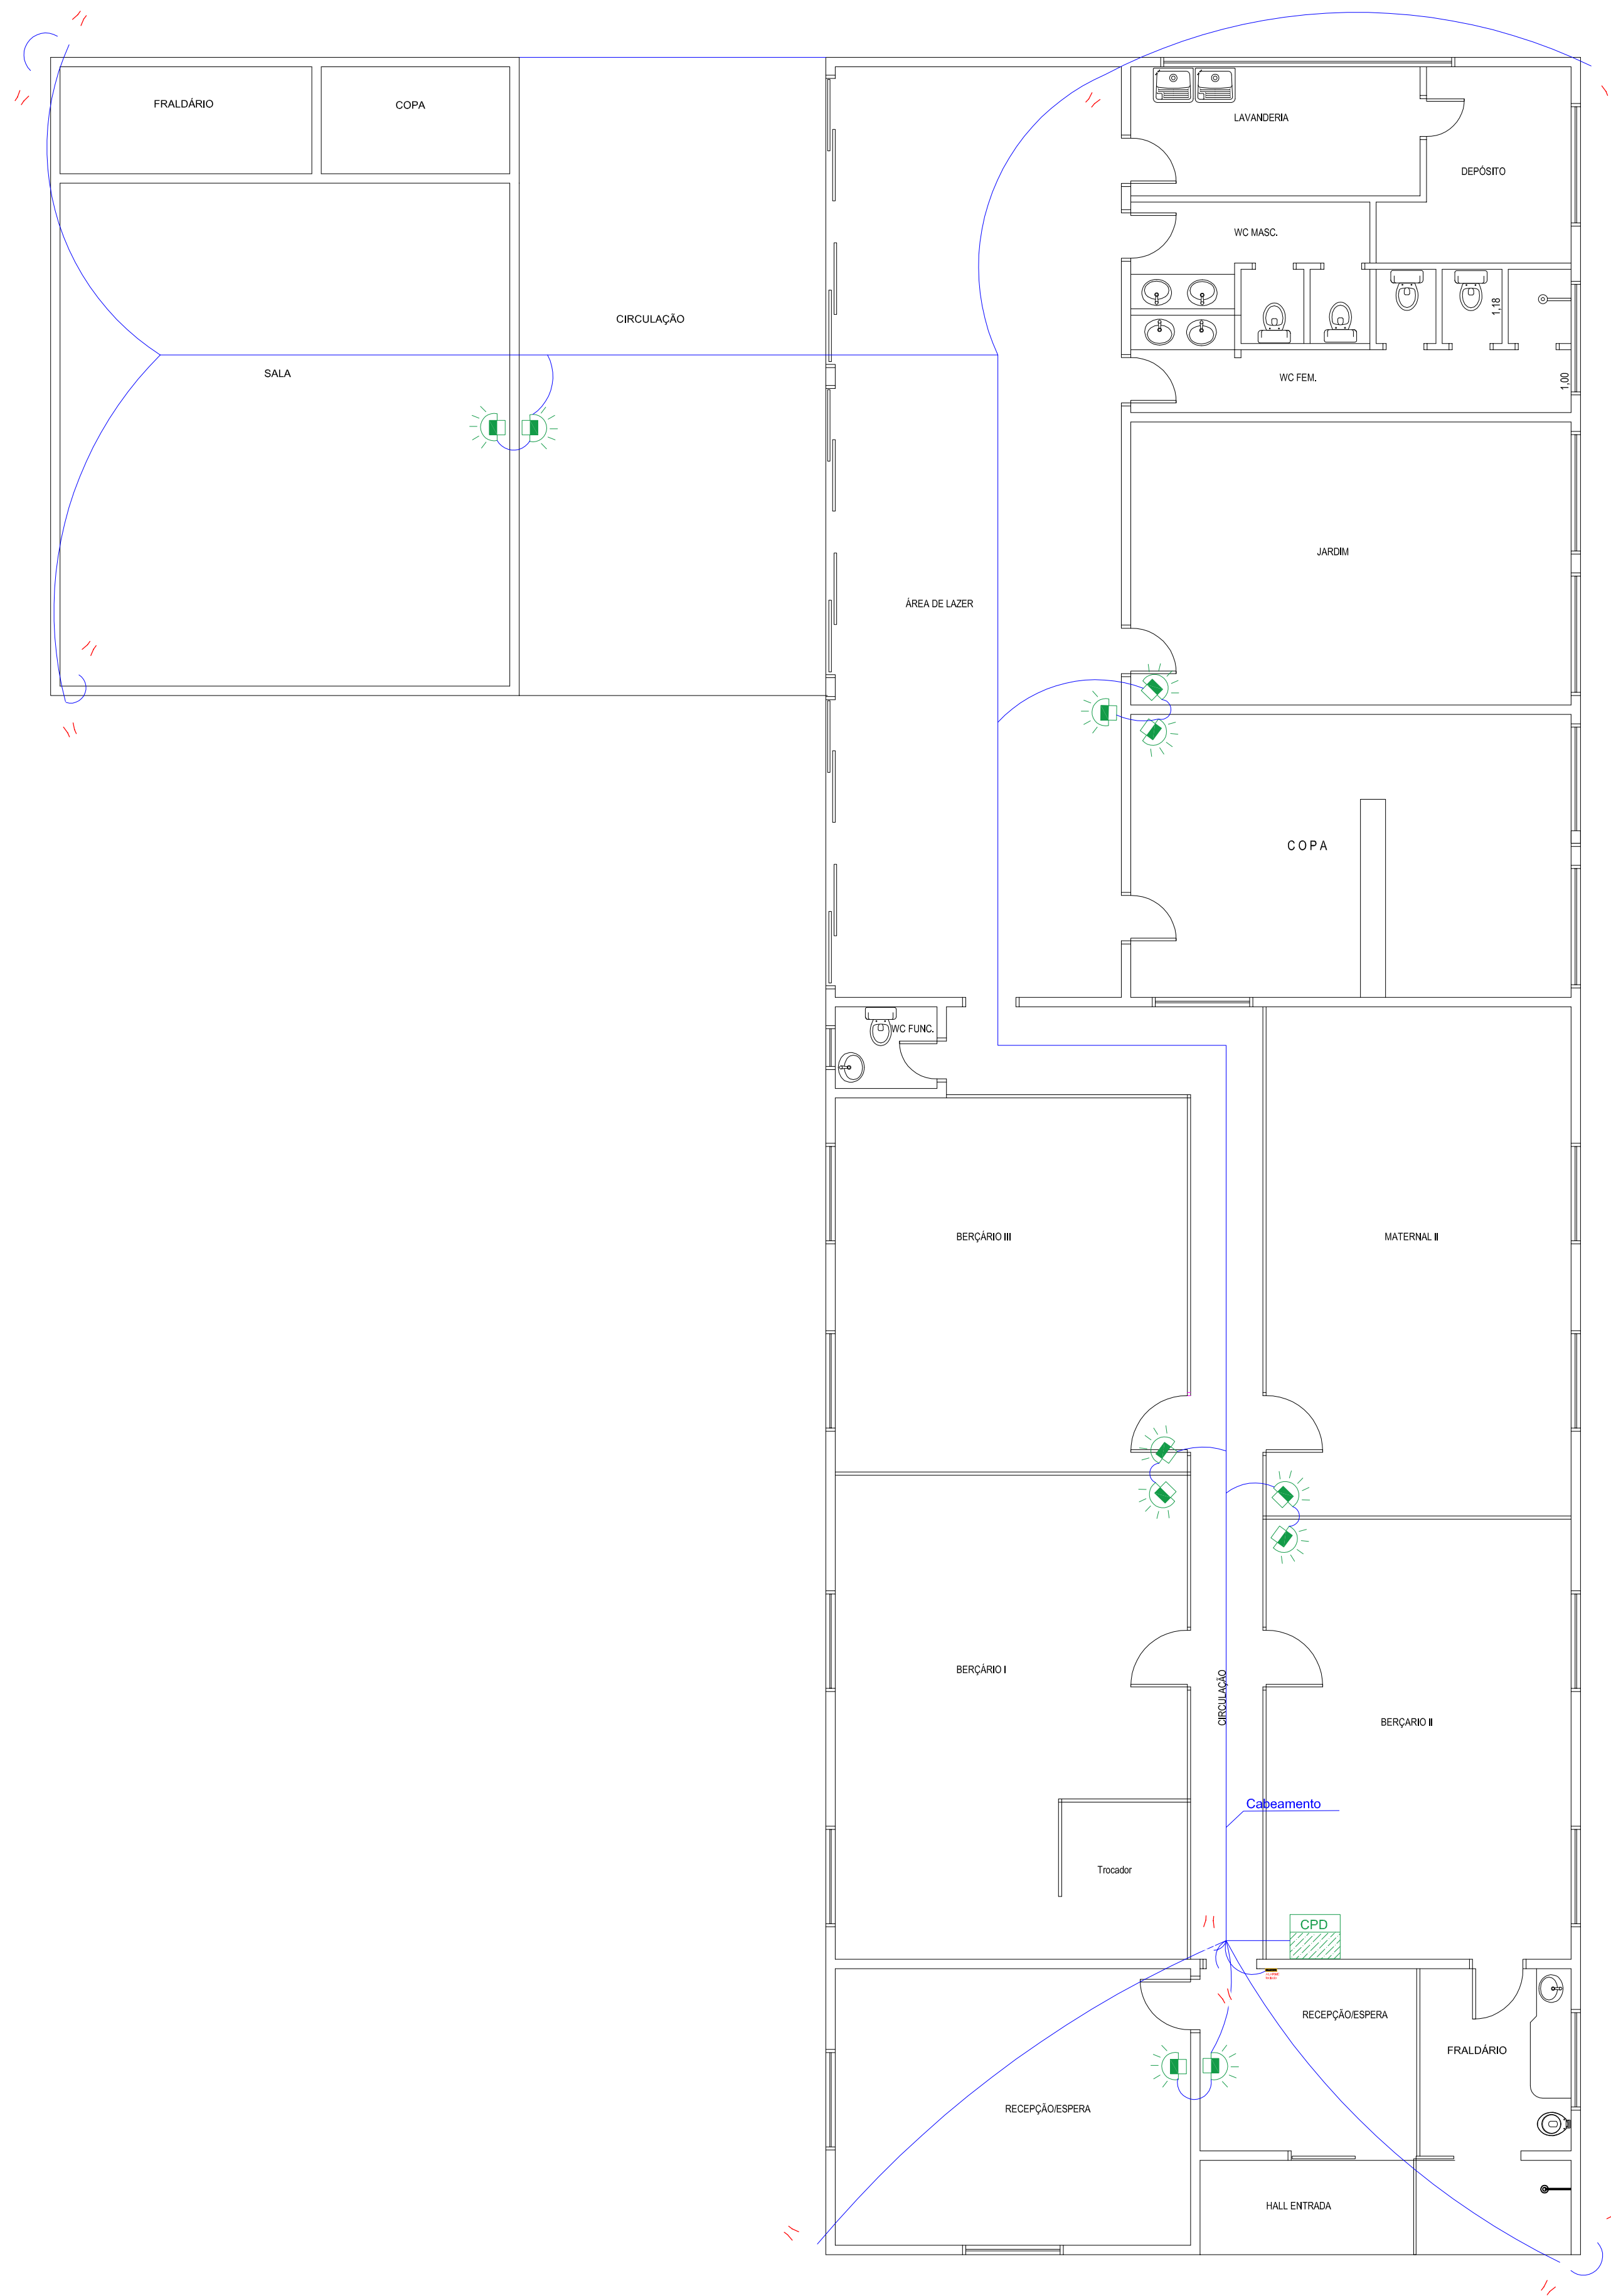 FRALDÁRIO
COPA
LAVANDERIA
DEPÓSITO
WC MASC.
1,18
CIRCULAÇÃO
SALA
WC FEM.
1,00
JARDIM
ÁREA DE LAZER
COPA
WC FUNC.
BERÇÁRIO III
MATERNAL II
BERÇÁRIO I
CIRCULAÇÃO
BERÇARIO II
Cabeamento
Trocador
CPD
RECEPÇÃO/ESPERA
FRALDÁRIO
RECEPÇÃO/ESPERA
HALL ENTRADA